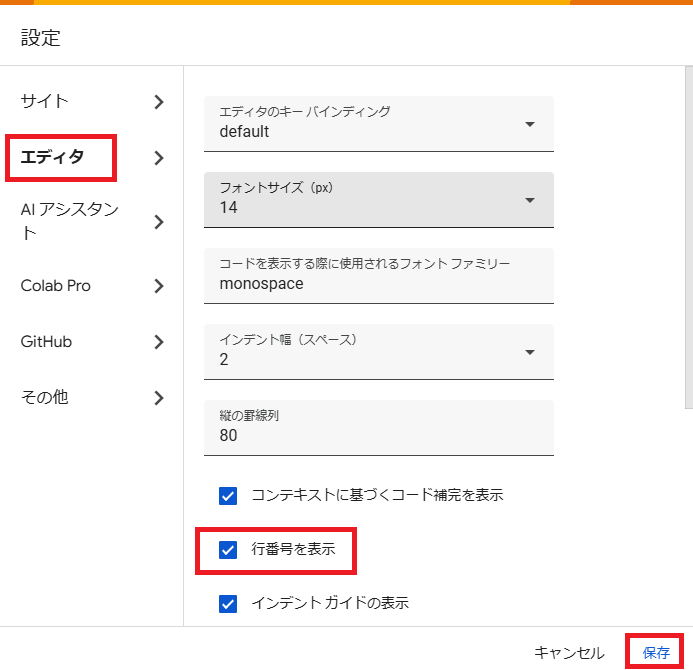 設定
サイト
エディタ
AI アシスタン
ト
Colab Pro
GitHub
その他
エディタのキー バインディング
default
フォントサイズ（px）
14
コードを表示する際に使用されるフォント ファミリー
monospace
インデント幅（スペース）
2
縦の罫線列
80
コンテキストに基づくコード補完を表示
行番号を表示
インデント ガイドの表示
キャンセル
保存